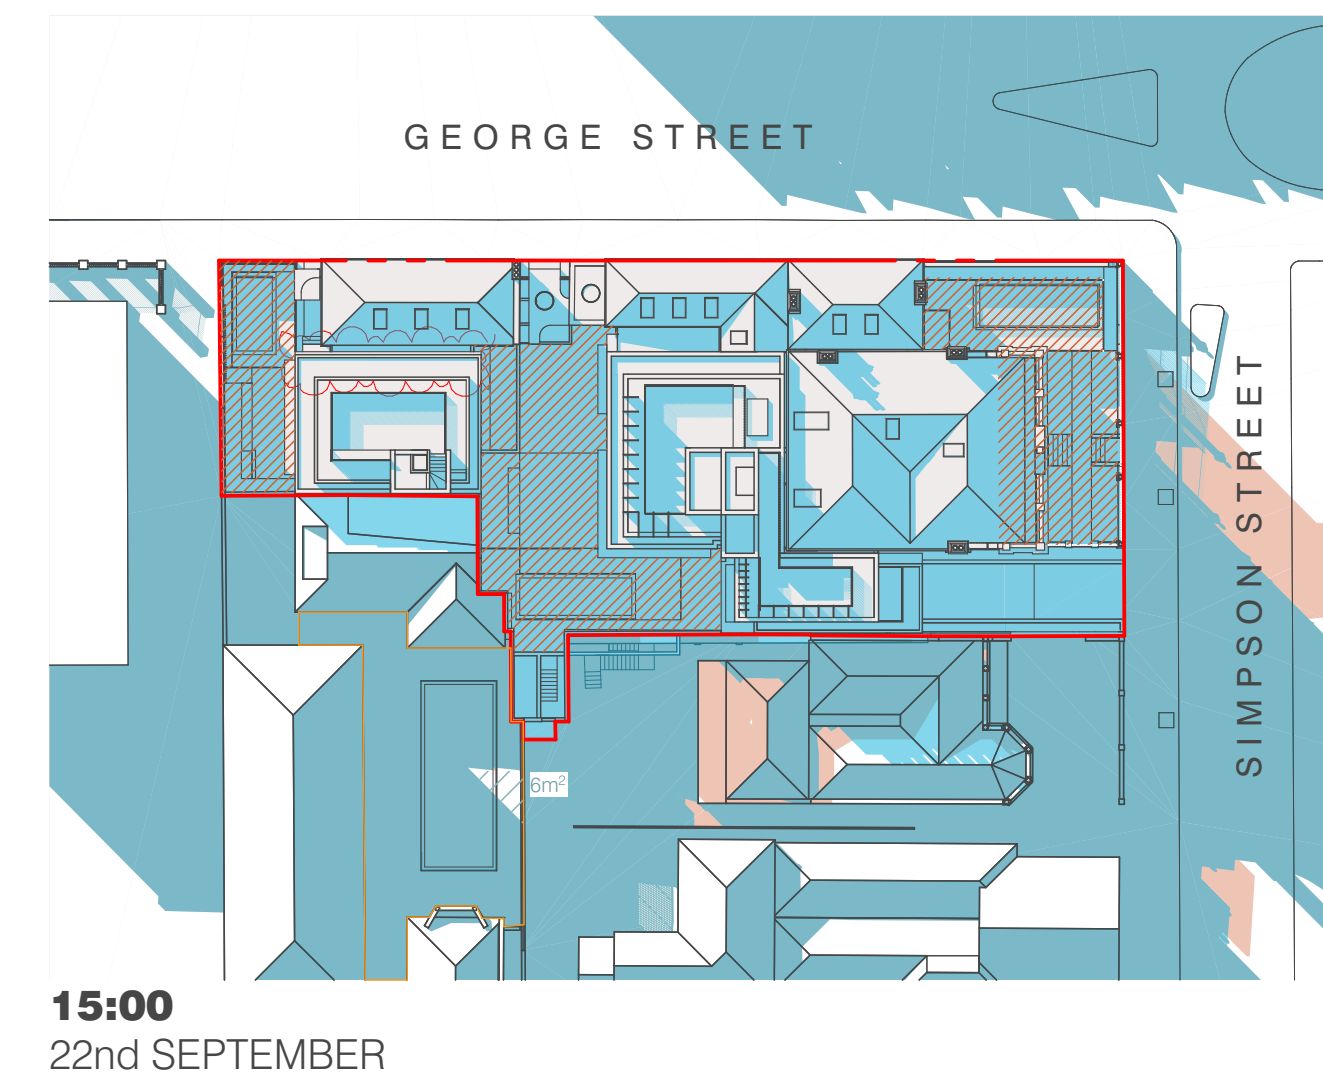 GEORGE STREET
SIMPSON STREET
6m²
15:00
22nd SEPTEMBER